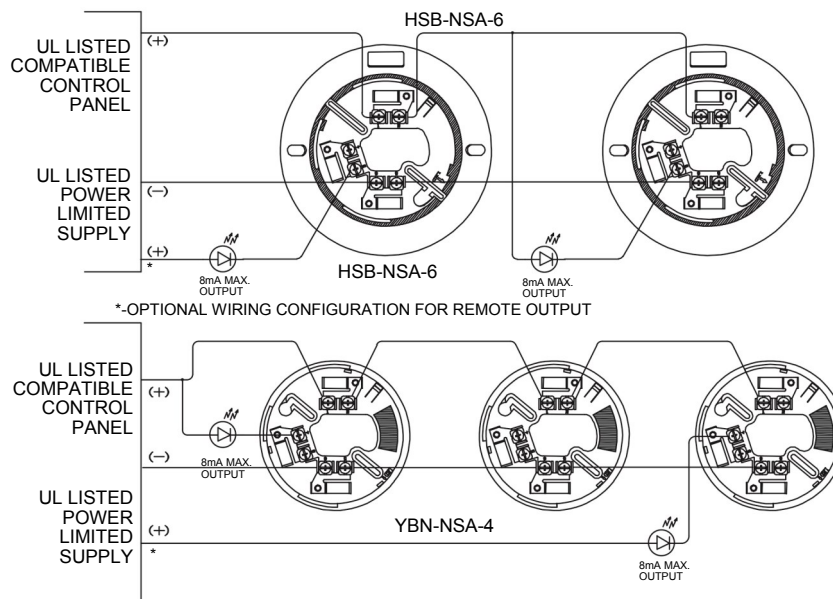 HSB-NSA-6
UL LISTED
COMPATIBLE
CONTROL
PANEL
(+)
UL LISTED
POWER
LIMITED
SUPPLY
(-)
(+)
*
8mA MAX.
OUTPUT
HSB-NSA-6
8mA MAX.
OUTPUT
*-OPTIONAL WIRING CONFIGURATION FOR REMOTE OUTPUT
UL LISTED
COMPATIBLE
CONTROL
PANEL
(+)
8mA MAX.
OUTPUT
(-)
UL LISTED
POWER
LIMITED
SUPPLY
(+)
*
YBN-NSA-4
8mA MAX.
OUTPUT